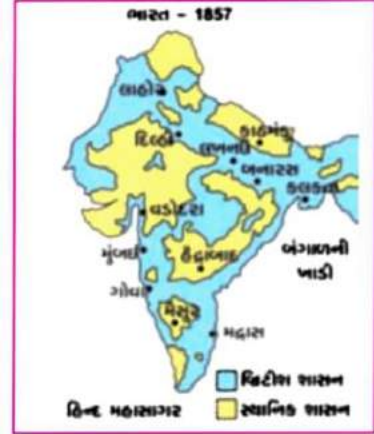 ભારત - 1857
લાહોર
દિલ્હી
કાઠમંડુ
લખનૌ
બનારસ
કલકત્તા
વડોદરા
મુંબઈ
હૈદ્રાબાદ
બંગાળની
ખાડી
ગોવા
મૈસુર
મદ્રાસ
બ્રિટીશ શાસન
હિન્દ મહાસાગર
સ્થાનિક શાસન